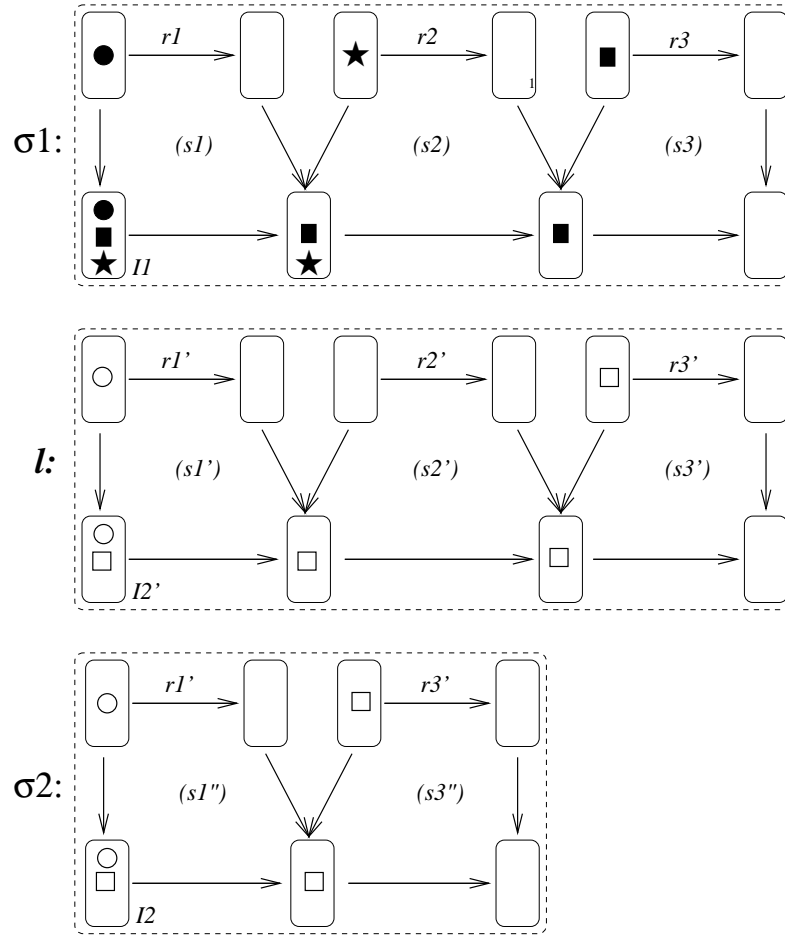 r1 r2 r3
1
σ1: (s1) (s2) (s3)
I1
r1' r2' r3'
l: (s1') (s2') (s3')
I2'
r1' r3'
σ2: (s1") (s3")
I2